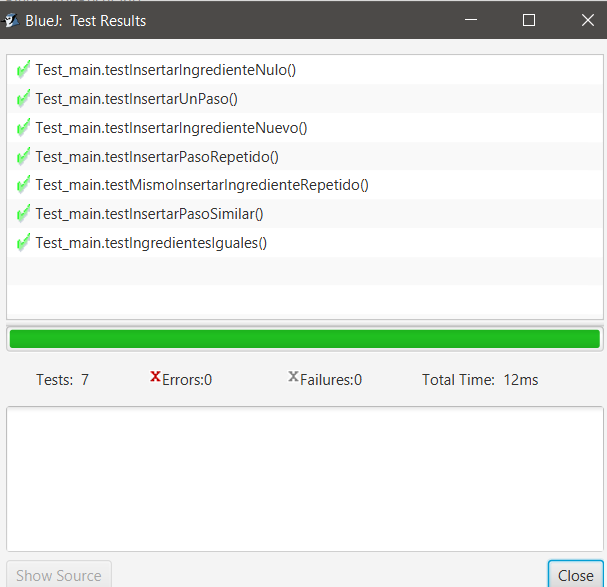 BlueJ: Test Results
Test_main.testInsertarIngredienteNulo()
Test_main.testInsertarUnPaso()
Test_main.testInsertarIngredienteNuevo()
Test_main.testInsertarPasoRepetido()
Test_main.testMismoInsertarIngredienteRepetido()
Test_main.testInsertarPasoSimilar()
Test_main.testIngredientesIguales()
Tests: 7 x Errors:0 x Failures:0 Total Time: 12ms
Show Source Close